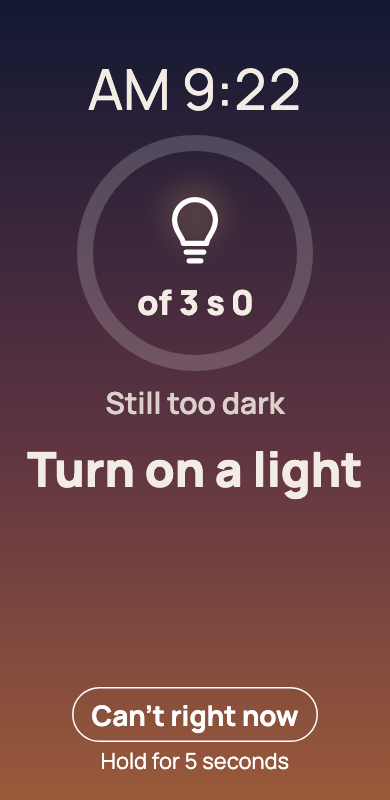 AM 9:22
of 3 s 0
Still too dark
Turn on a light
Can't right now
Hold for 5 seconds